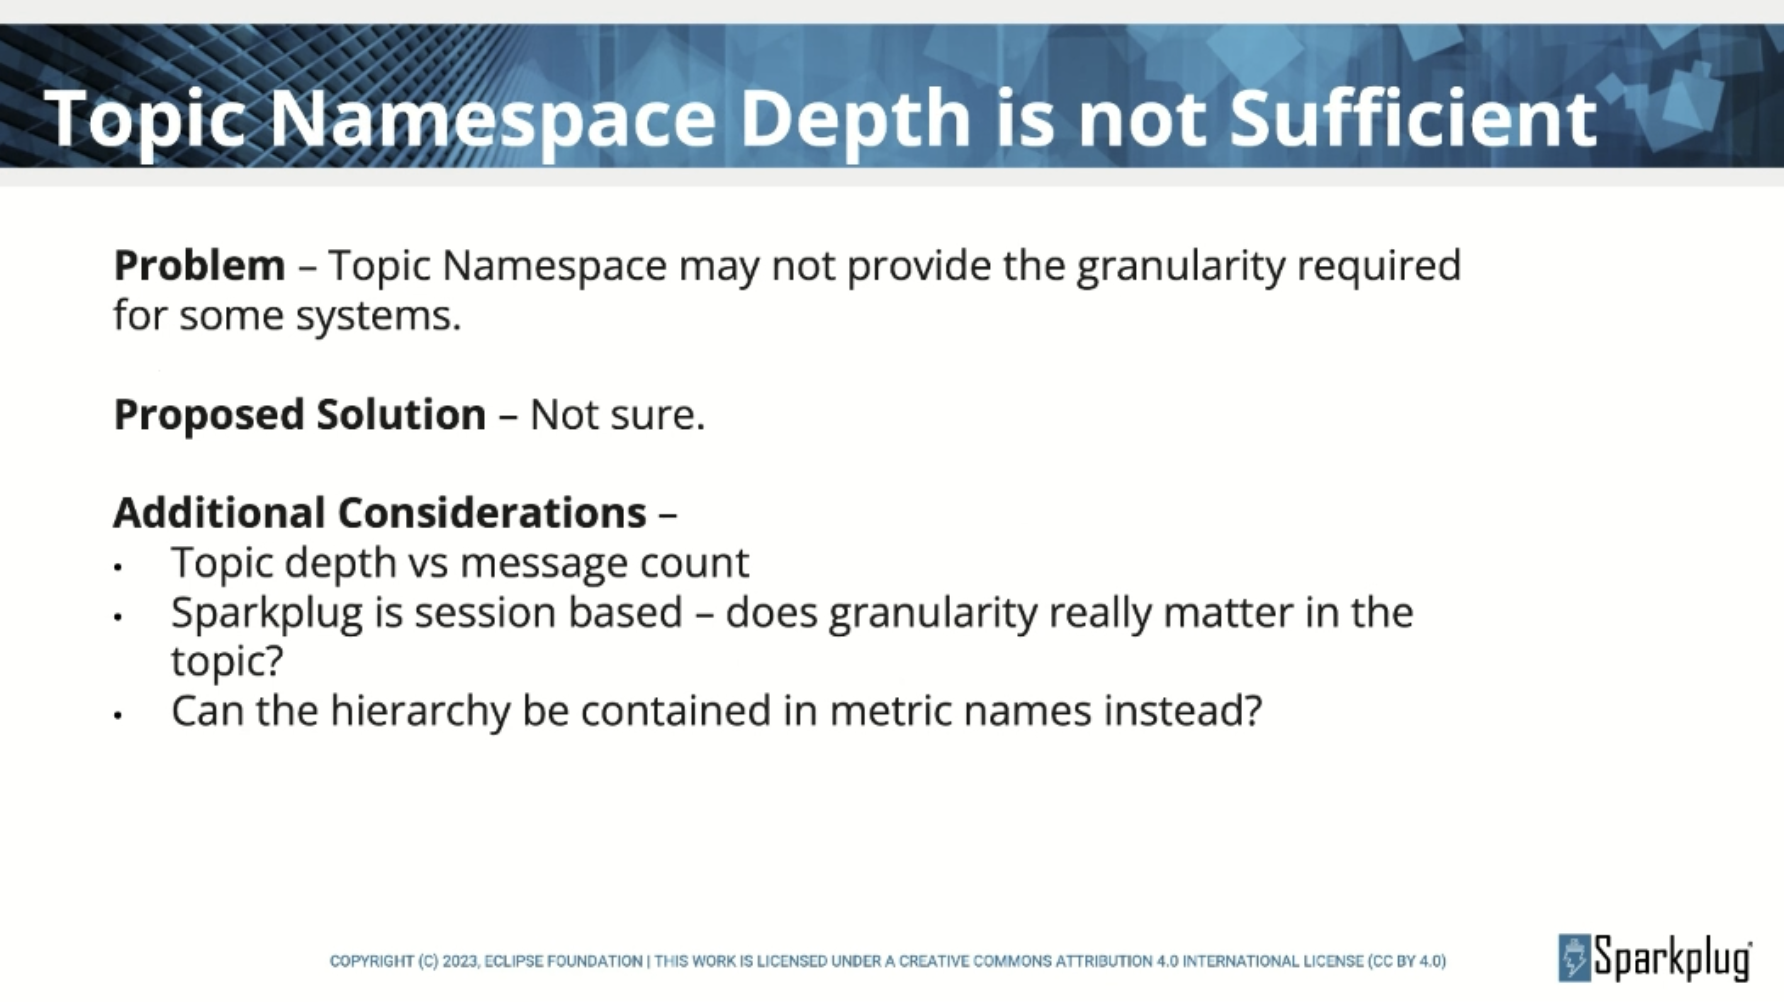 Topic Namespace Depth is not Sufficient
Problem – Topic Namespace may not provide the granularity required
for some systems.
Proposed Solution – Not sure.
Additional Considerations –
• Topic depth vs message count
• Sparkplug is session based – does granularity really matter in the
topic?
• Can the hierarchy be contained in metric names instead?
COPYRIGHT (C) 2023, ECLIPSE FOUNDATION | THIS WORK IS LICENSED UNDER A CREATIVE COMMONS ATTRIBUTION 4.0 INTERNATIONAL LICENSE (CC BY 4.0)
Sparkplug